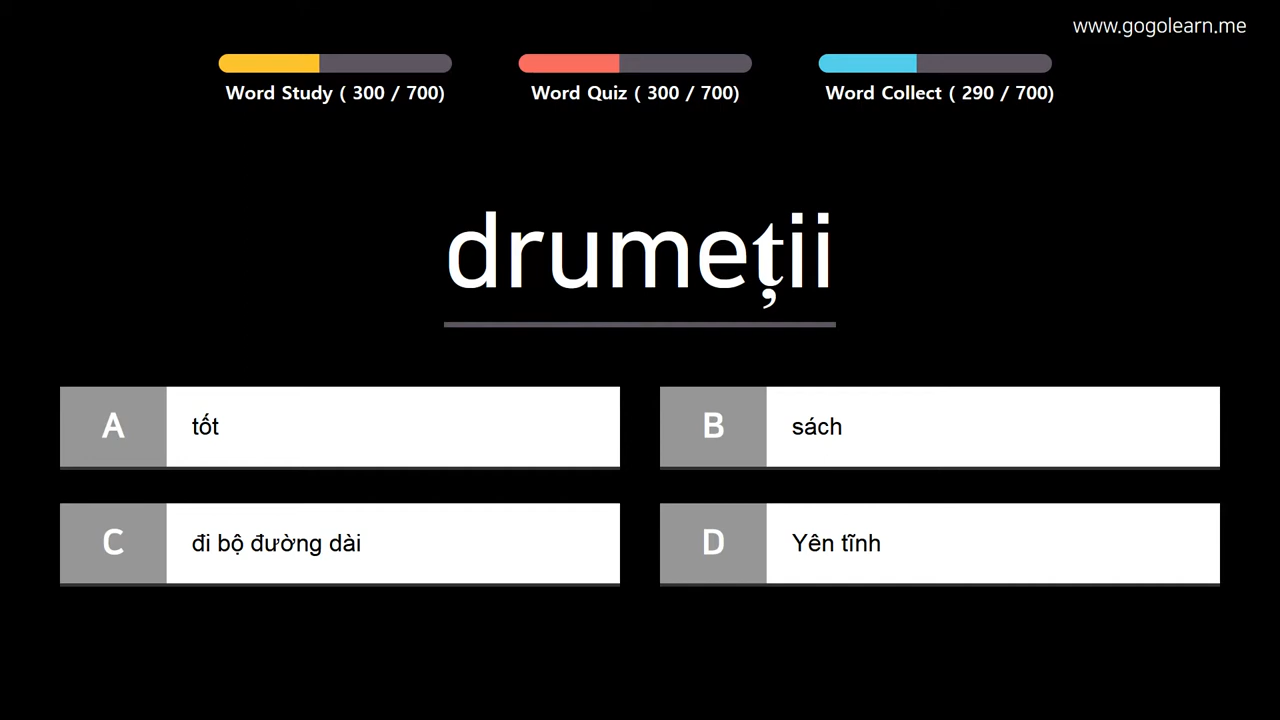 www.gogolearn.me
Word Study ( 300 / 700)
Word Quiz ( 300 / 700)
Word Collect ( 290 / 700)
drumeții
A tốt
B sách
C đi bộ đường dài
D Yên tĩnh